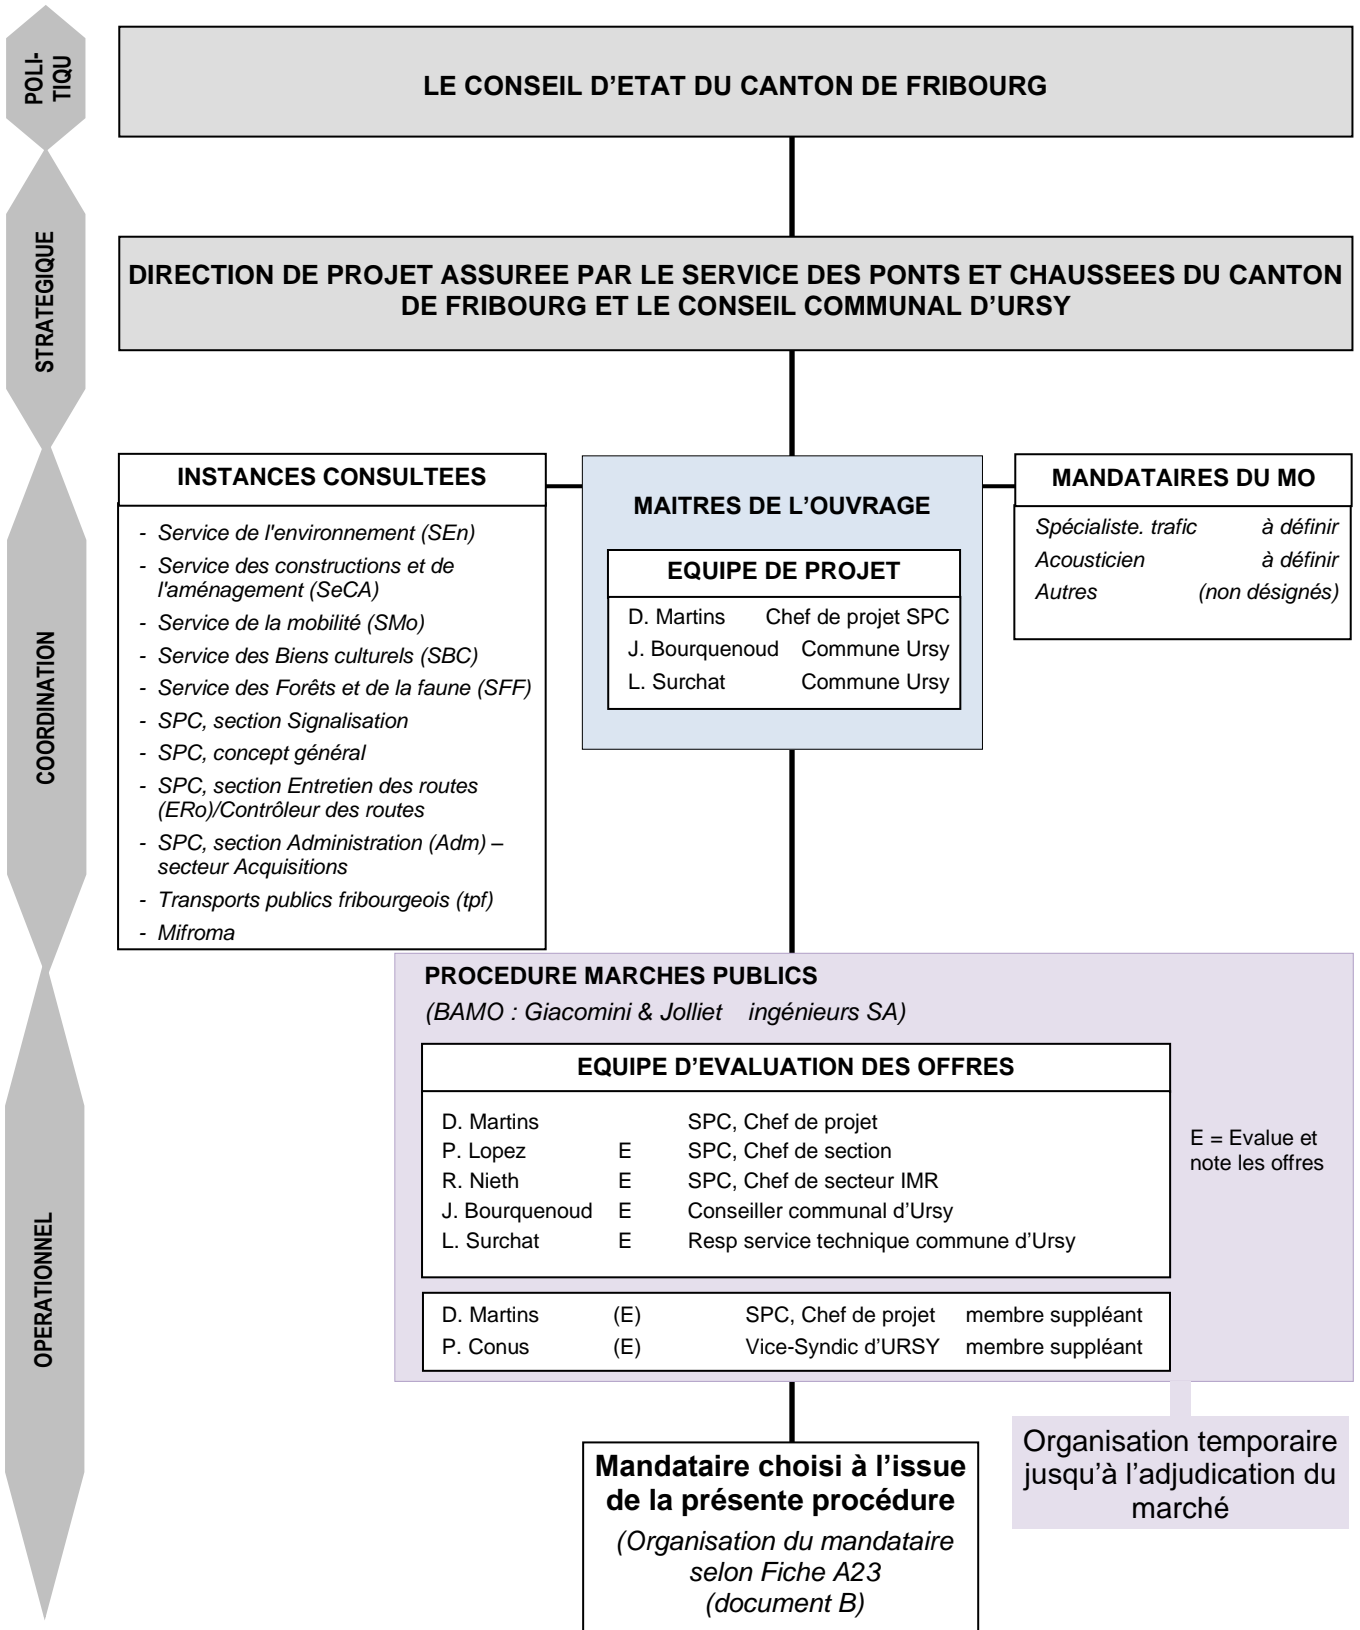 POLI-
TIQU
LE CONSEIL D'ETAT DU CANTON DE FRIBOURG
STRATEGIQUE
DIRECTION DE PROJET ASSUREE PAR LE SERVICE DES PONTS ET CHAUSSEES DU CANTON
DE FRIBOURG ET LE CONSEIL COMMUNAL D'URSY
COORDINATION
INSTANCES CONSULTEES
- Service de l'environnement (SEn)
- Service des constructions et de
l'aménagement (SeCA)
- Service de la mobilité (SMo)
- Service des Biens culturels (SBC)
- Service des Forêts et de la faune (SFF)
- SPC, section Signalisation
- SPC, concept général
- SPC, section Entretien des routes
(ERo)/Contrôleur des routes
- SPC, section Administration (Adm) –
secteur Acquisitions
- Transports publics fribourgeois (tpf)
- Mifroma
MAITRES DE L'OUVRAGE
EQUIPE DE PROJET
D. Martins Chef de projet SPC
J. Bourquenoud Commune Ursy
L. Surchat Commune Ursy
MANDATAIRES DU MO
Spécialiste. trafic à définir
Acousticien à définir
Autres (non désignés)
OPERATIONNEL
PROCEDURE MARCHES PUBLICS
(BAMO : Giacomini & Jolliet ingénieurs SA)
EQUIPE D'EVALUATION DES OFFRES
D. Martins SPC, Chef de projet
P. Lopez E SPC, Chef de section
R. Nieth E SPC, Chef de secteur IMR
J. Bourquenoud E Conseiller communal d'Ursy
L. Surchat E Resp service technique commune d'Ursy
E = Evalue et
note les offres
D. Martins (E) SPC, Chef de projet membre suppléant
P. Conus (E) Vice-Syndic d'URSY membre suppléant
Mandataire choisi à l'issue
de la présente procédure
(Organisation du mandataire
selon Fiche A23
(document B)
Organisation temporaire
jusqu'à l'adjudication du
marché